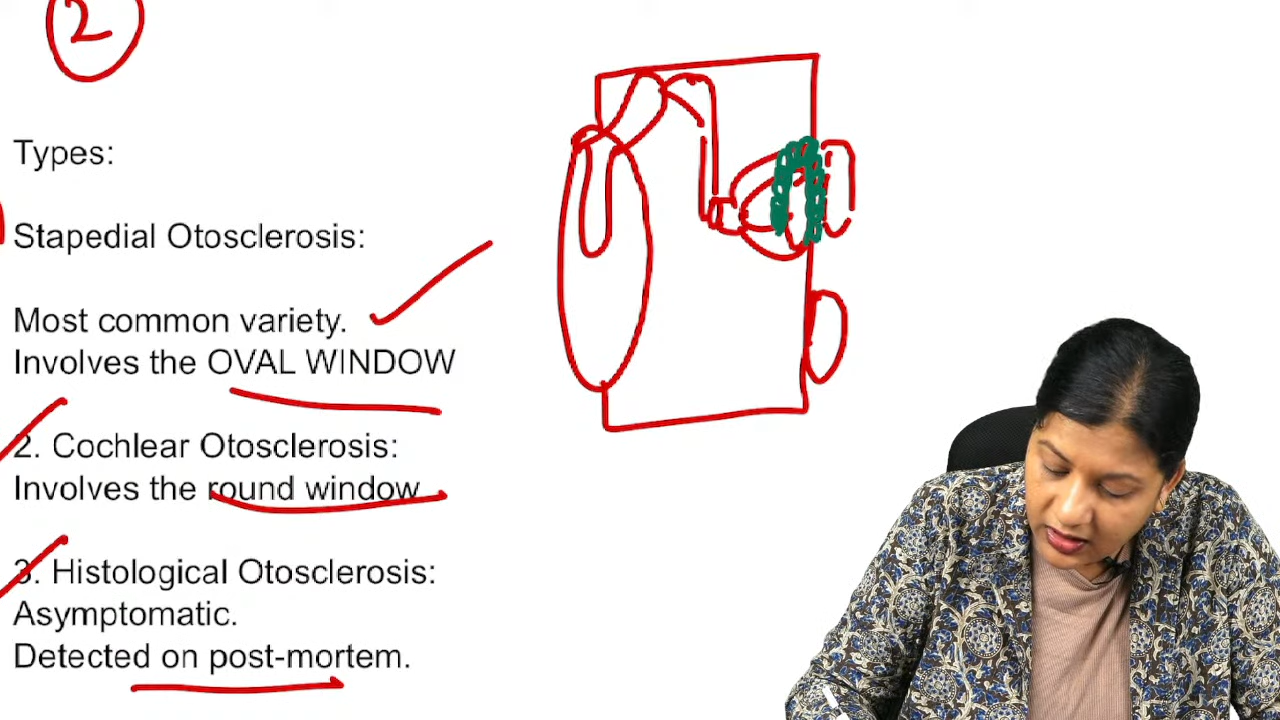 2
Types:
Stapedial Otosclerosis:
Most common variety.
Involves the OVAL WINDOW
2. Cochlear Otosclerosis:
Involves the round window
3. Histological Otosclerosis:
Asymptomatic.
Detected on post-mortem.